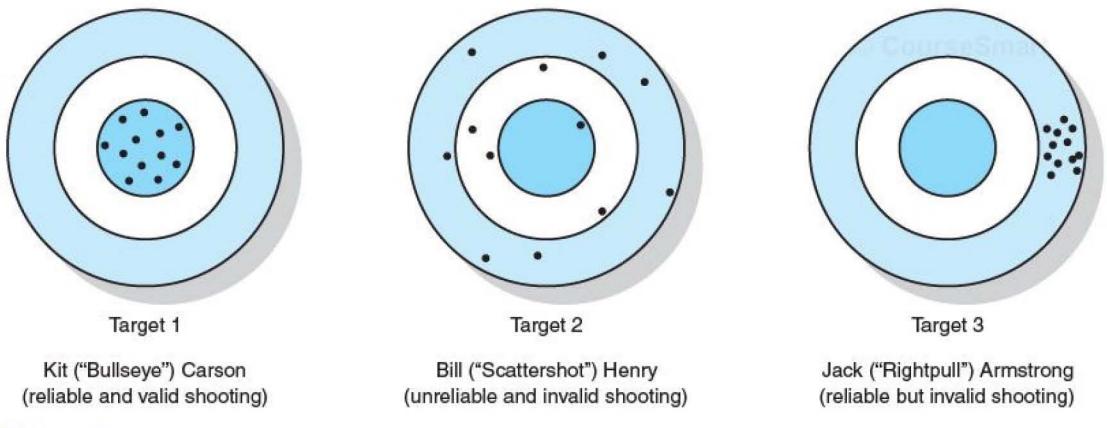 © CourseSmart
Target 1
Target 2
Target 3
Kit (“Bullseye”) Carson
(reliable and valid shooting)
Bill (“Scattershot”) Henry
(unreliable and invalid shooting)
Jack (“Rightpull”) Armstrong
(reliable but invalid shooting)